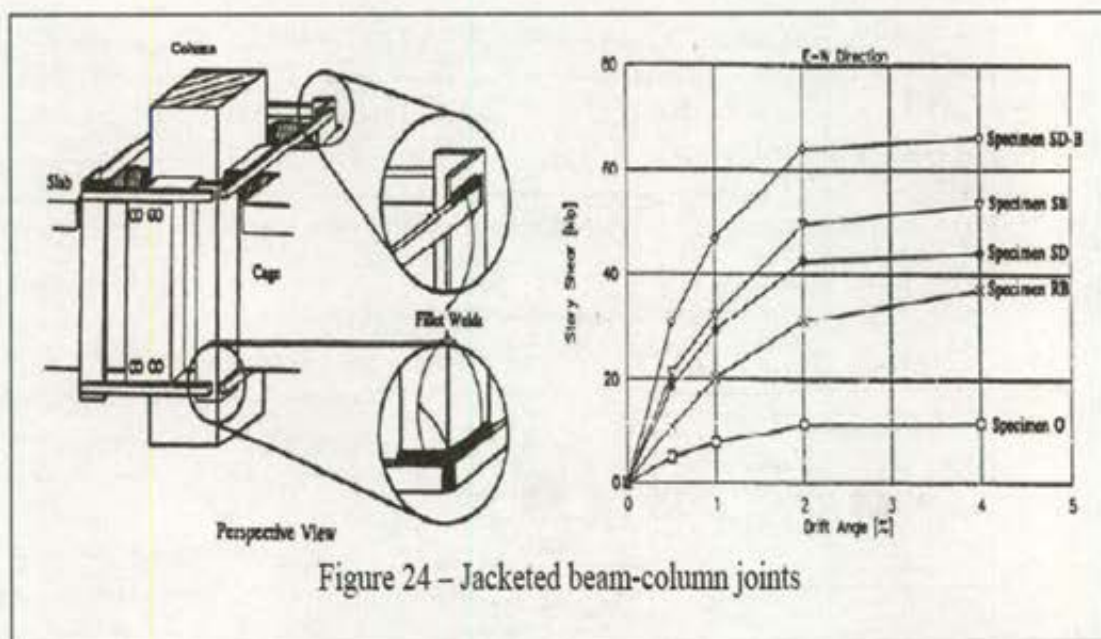 Column
Slab
Cage
Fillet Welds
Perspective View
E-W Direction
80
60
40
20
0
0
1
2
3
4
5
Story Shear [kip]
Drift Angle [%]
Specimen SD-B
Specimen SB
Specimen SD
Specimen RB
Specimen O
Figure 24 – Jacketed beam-column joints